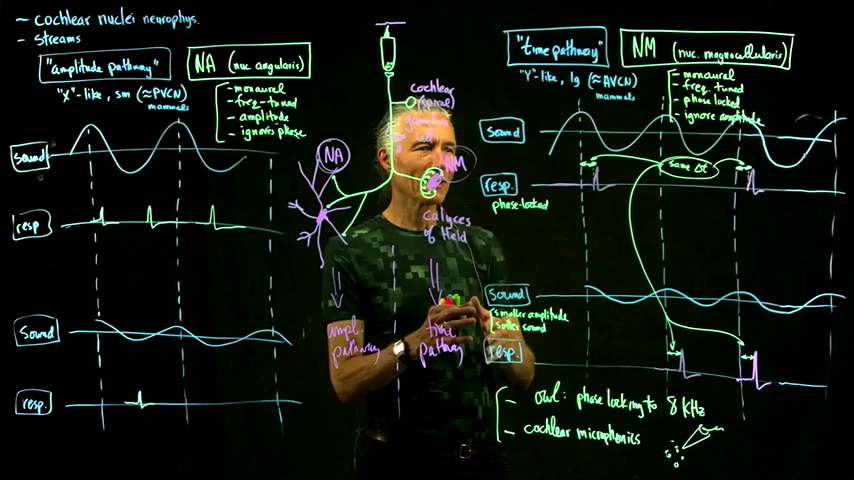 ~ cochlear nuclei neurophys.
- streams
"amplitude pathway"
NA (nuc. angularis)
"X"-like, sm (≈PVCN)
mammals
- monaural
- freq-tuned
- amplitude
- ignores phase
Sound
resp
Sound
resp.
cochlear
(spiral)
ganglion
cell
NA
NM
calyces
of Held
ampl.
pathway
time
pathway
"time pathway"
NM (nuc. magnocellularis)
"Y"-like, lg (≈AVCN)
mammals
- monaural
- freq. tuned
- phase locked
- ignore amplitude
Sound
same Δt
resp.
phase-locked
Sound
smaller amplitude
softer sound
resp.
- owl: phase locking to 8 KHz
- cochlear microphonics